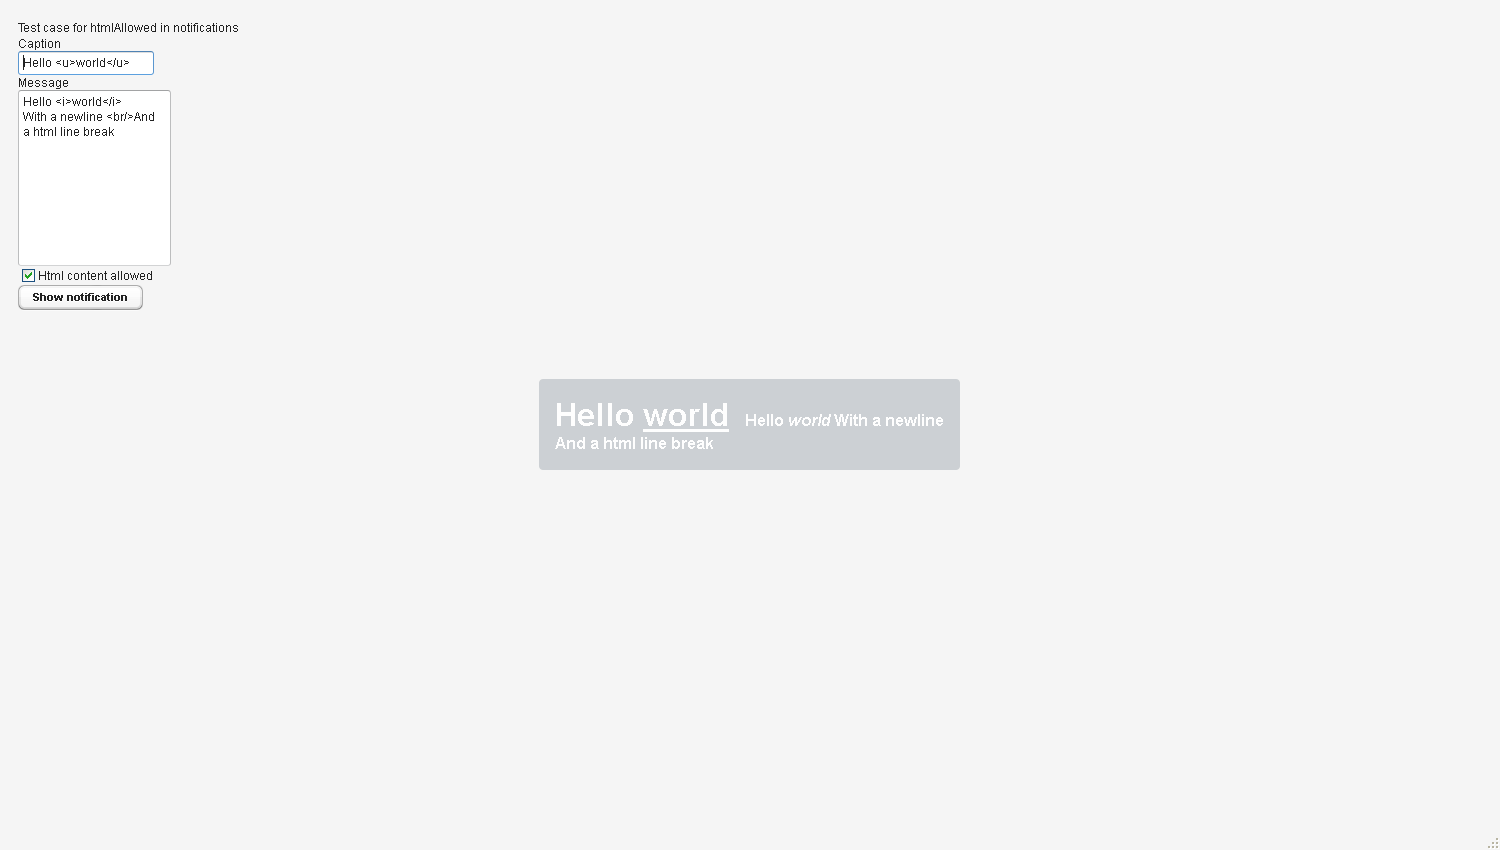 Test case for htmlAllowed in notifications
Caption
Hello <u>world</u>
Message
Hello <i>world</i>
With a newline <br/>And
a html line break
Html content allowed
Show notification
Hello world Hello world With a newline
And a html line break